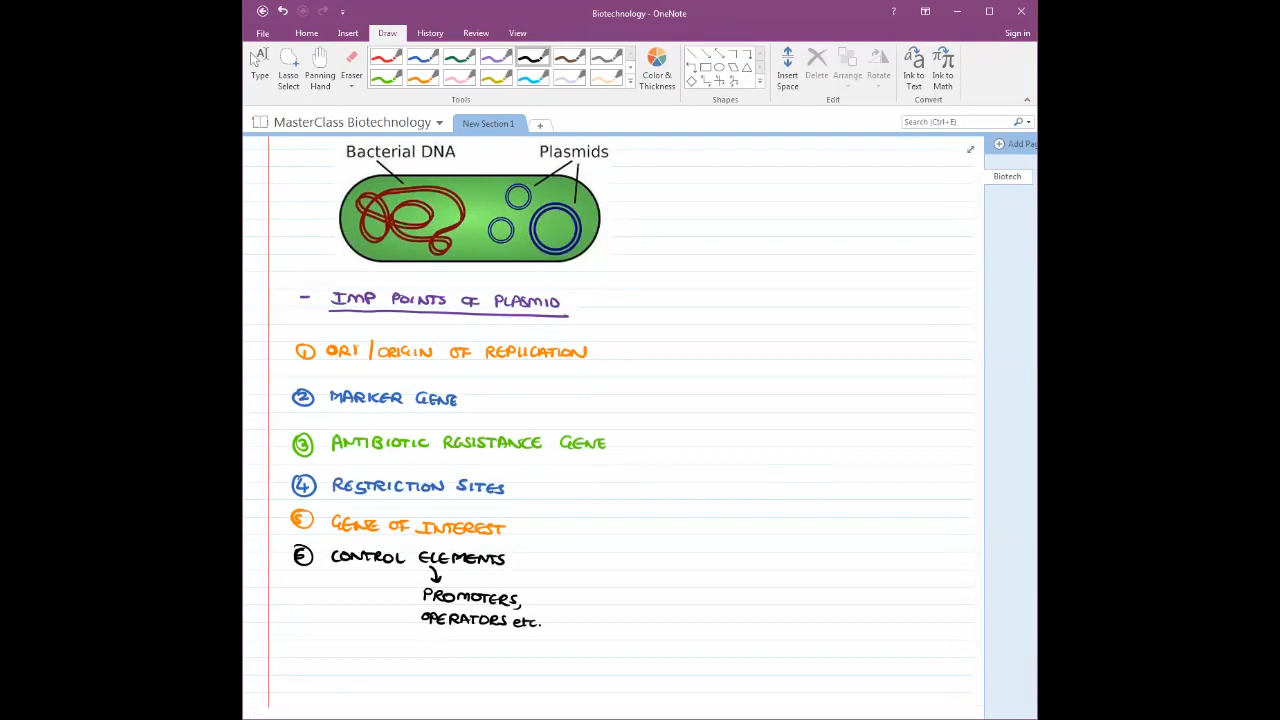 Biotechnology - OneNote
?
File
Home
Insert
Draw
History
Review
View
Sign in
Type
Lasso Select
Panning Hand
Eraser
Color & Thickness
Insert Space
Delete
Arrange
Rotate
Ink to Text
Ink to Math
Tools
Shapes
Edit
Convert
MasterClass Biotechnology
New Section 1
Search (Ctrl+E)
Add Pag
Biotech
Bacterial DNA
Plasmids
- IMP POINTS OF PLASMID
1 ORI / ORIGIN OF REPLICATION
2 MARKER GENE
3 ANTIBIOTIC RESISTANCE GENE
4 RESTRICTION SITES
5 GENE OF INTEREST
6 CONTROL ELEMENTS
PROMOTERS,
OPERATORS etc.